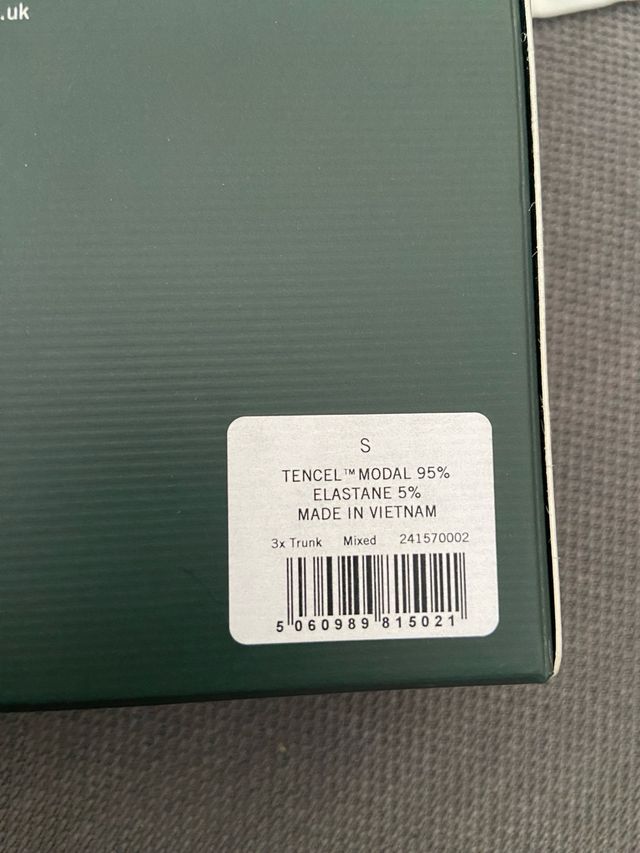 .uk
S
TENCEL™ MODAL 95%
ELASTANE 5%
MADE IN VIETNAM
3x Trunk Mixed 241570002
5 060989 815021